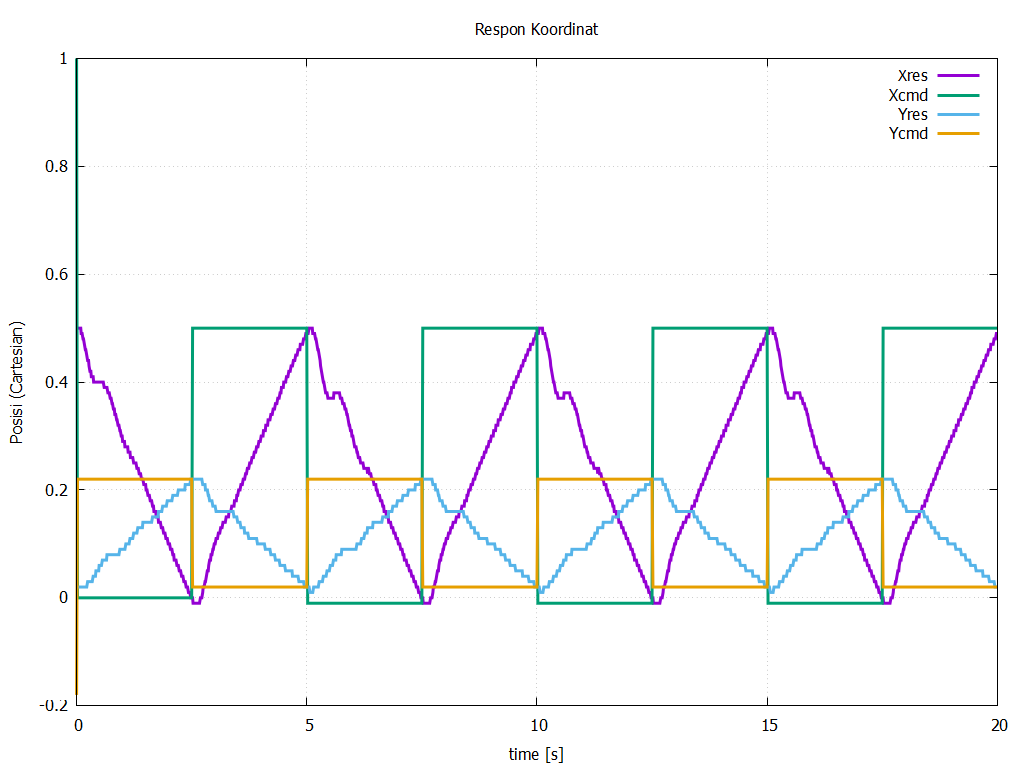 Respon Koordinat
Xres
Xcmd
Yres
Ycmd
1
0.8
0.6
0.4
0.2
0
-0.2
Posisi (Cartesian)
0
5
10
15
20
time [s]